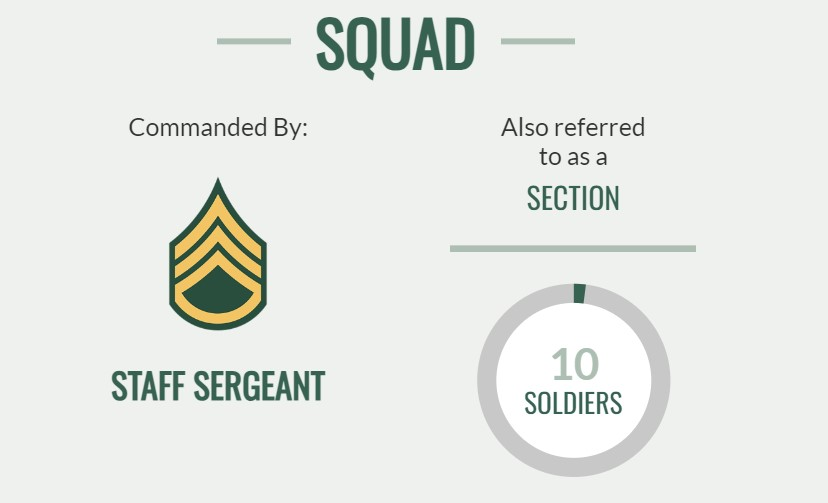 SQUAD
Commanded By:
STAFF SERGEANT
Also referred
to as a
SECTION
10
SOLDIERS